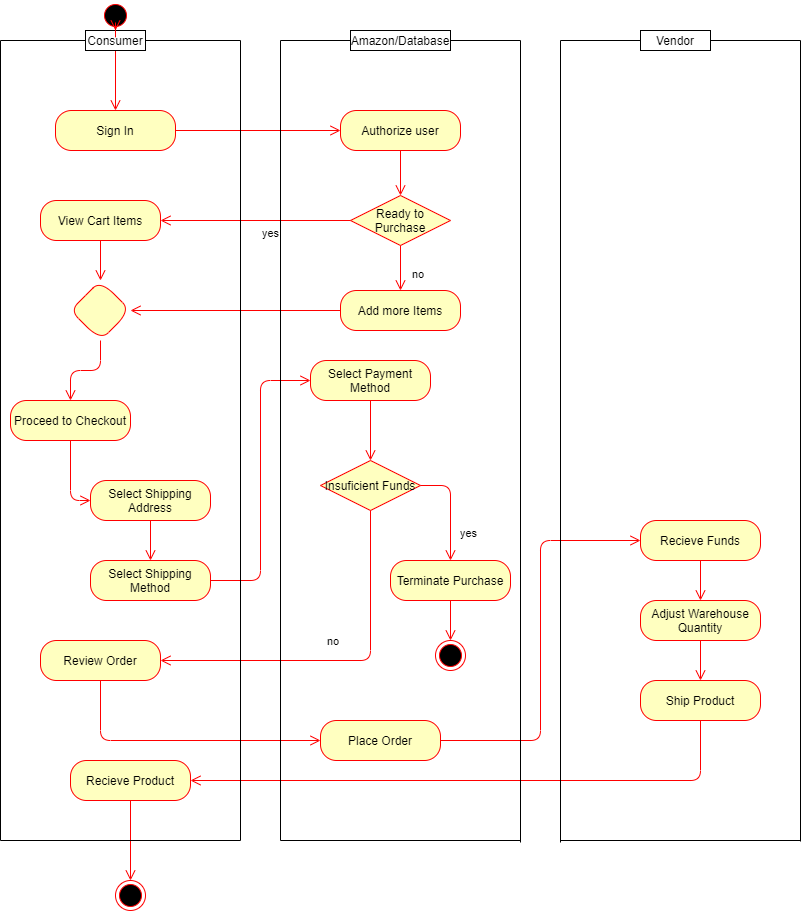 Consumer
Amazon/Database
Vendor
Sign In
Authorize user
View Cart Items
Ready to
Purchase
yes
no
Add more Items
Select Payment
Method
Proceed to Checkout
Insuficient Funds
Select Shipping
Address
yes
Recieve Funds
Select Shipping
Method
Terminate Purchase
Adjust Warehouse
Quantity
no
Review Order
Ship Product
Place Order
Recieve Product